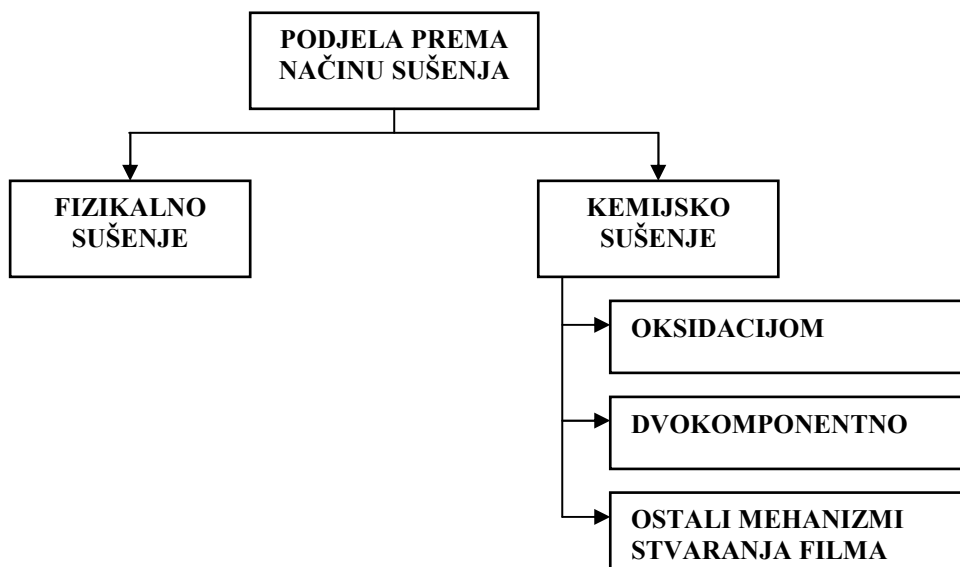 PODJELA PREMA
NAČINU SUŠENJA
FIZIKALNO
SUŠENJE
KEMIJSKO
SUŠENJE
OKSIDACIJOM
DVOKOMPONENTNO
OSTALI MEHANIZMI
STVARANJA FILMA